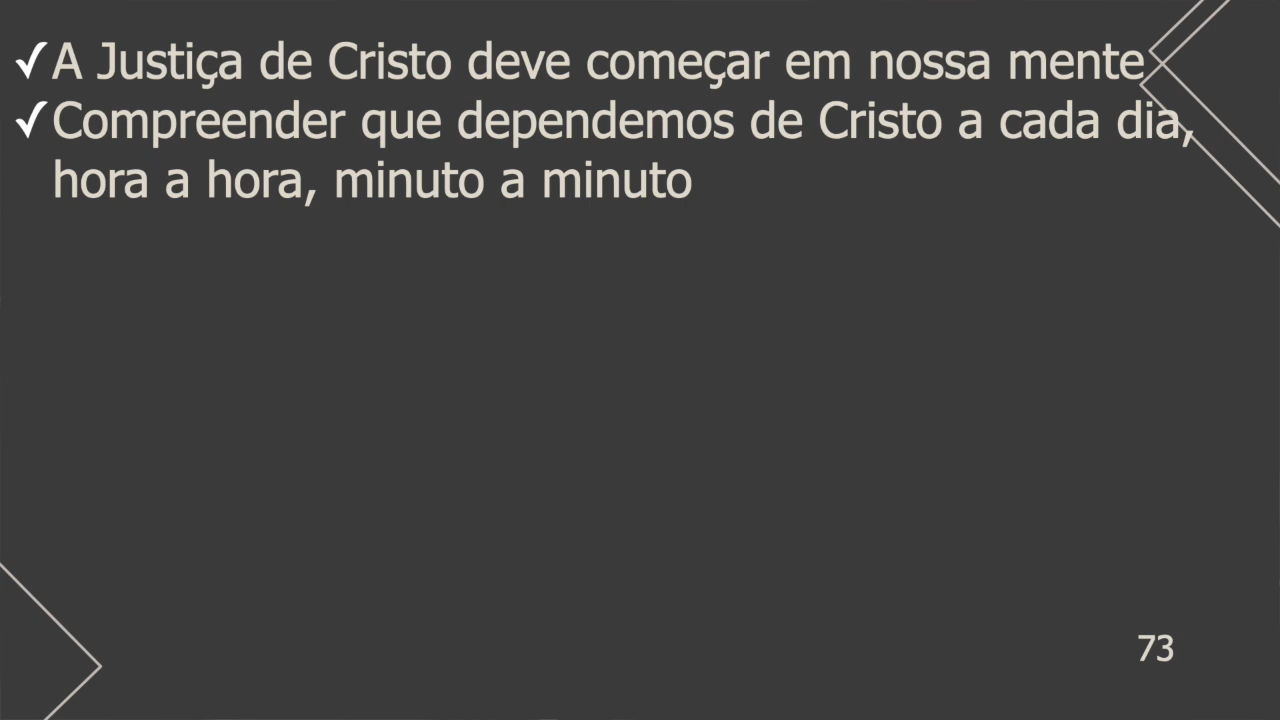 ✓A Justiça de Cristo deve começar em nossa mente
✓Compreender que dependemos de Cristo a cada dia,
hora a hora, minuto a minuto
73